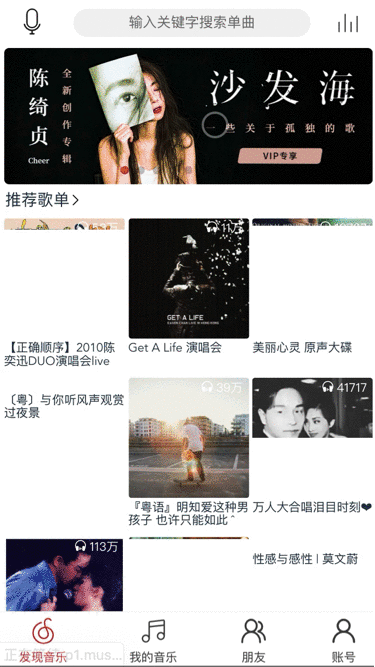 输入关键字搜索单曲
陈绮贞
全新创作专辑
Cheer
沙发海
一些关于孤独的歌
VIP专享
推荐歌单
11万
GET A LIFE
【正确顺序】2010陈
奕迅DUO演唱会live
Get A Life 演唱会
美丽心灵 原声大碟
39万
41717
〔粤〕与你听风声观赏
过夜景
『粤语』明知爱这种男
孩子 也许只能如此ˆ
万人大合唱泪目时刻❤
113万
性感与感性 | 莫文蔚
发现音乐
我的音乐
朋友
账号